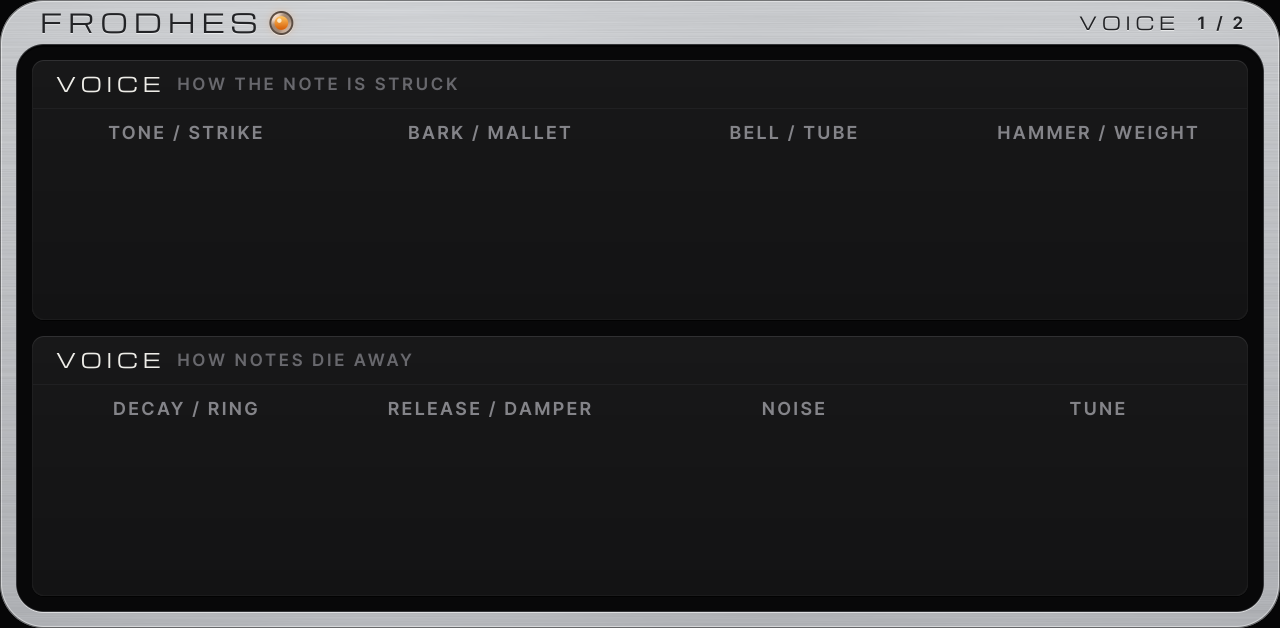 FRODHES
VOICE 1 / 2
VOICE HOW THE NOTE IS STRUCK
TONE / STRIKE BARK / MALLET BELL / TUBE HAMMER / WEIGHT
VOICE HOW NOTES DIE AWAY
DECAY / RING RELEASE / DAMPER NOISE TUNE